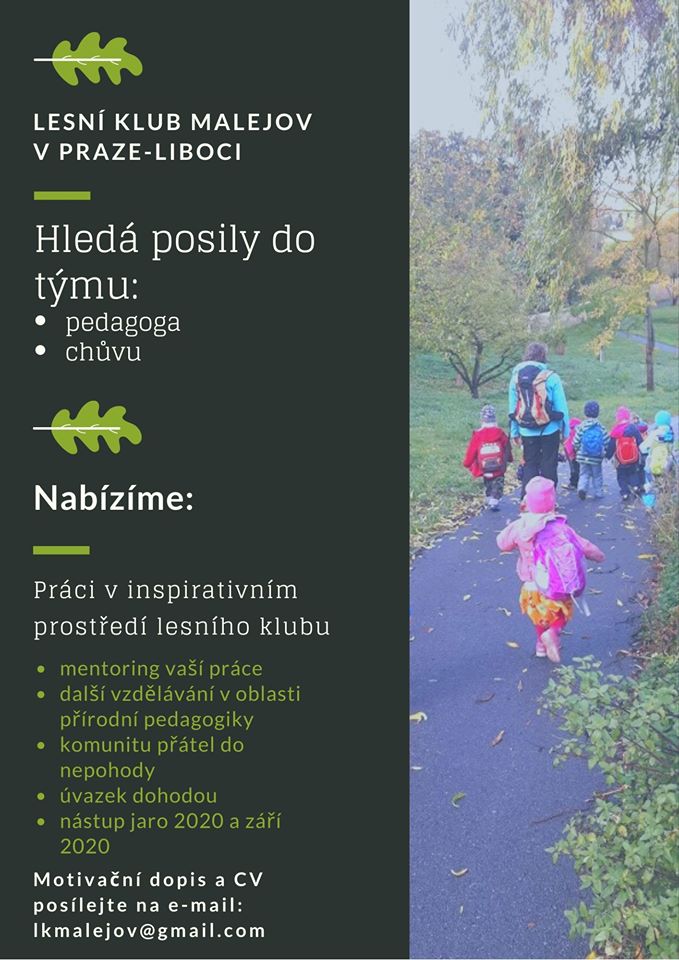 LESNÍ KLUB MALEJOV
V PRAZE-LIBOCI
Hledá posily do
týmu:
• pedagoga
• chůvu
Nabízíme:
Práci v inspirativním
prostředí lesního klubu
• mentoring vaší práce
• další vzdělávání v oblasti
přírodní pedagogiky
• komunitu přátel do
nepohody
• úvazek dohodou
• nástup jaro 2020 a září
2020
Motivační dopis a CV
posílejte na e-mail:
lkmalejov@gmail.com